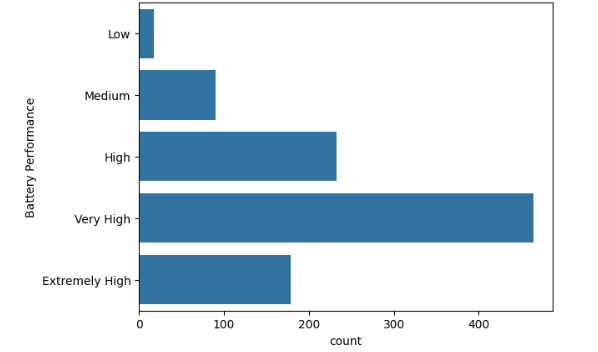 Low
Medium
High
Very High
Extremely High
Battery Performance
0 100 200 300 400
count